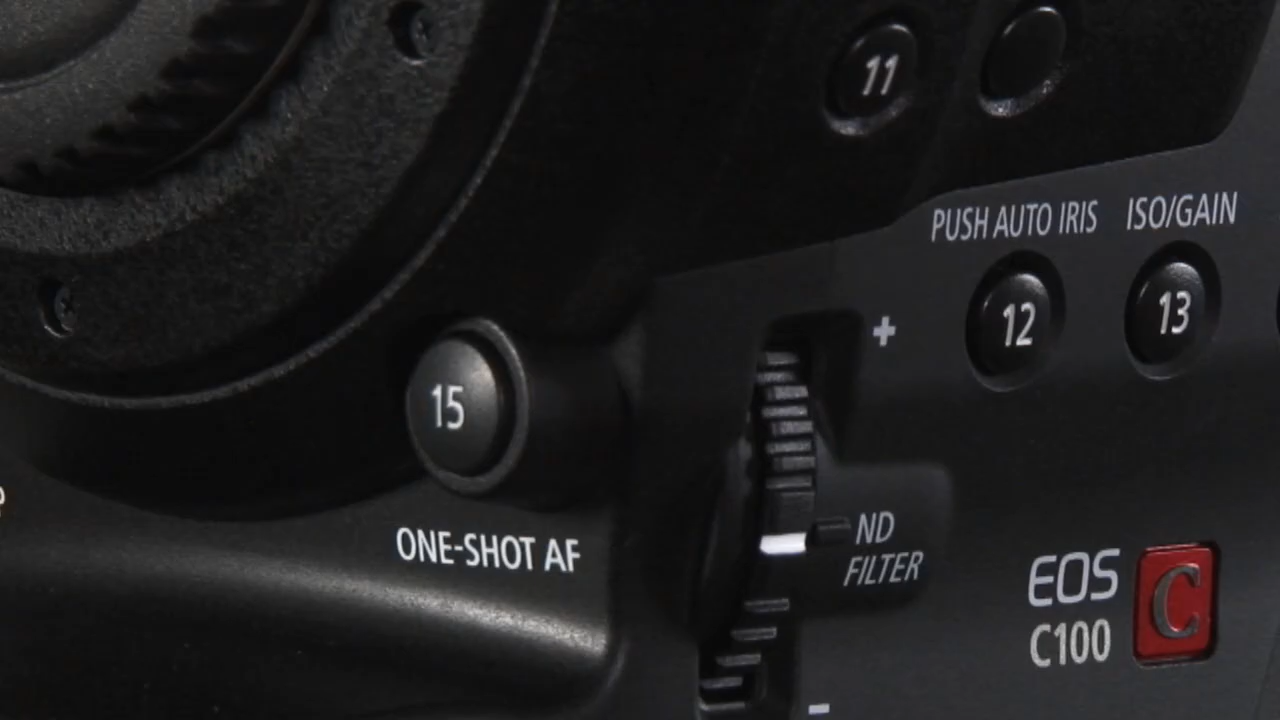 11
PUSH AUTO IRIS
ISO/GAIN
12
13
+
15
ONE-SHOT AF
ND
FILTER
EOS
C100
C
-